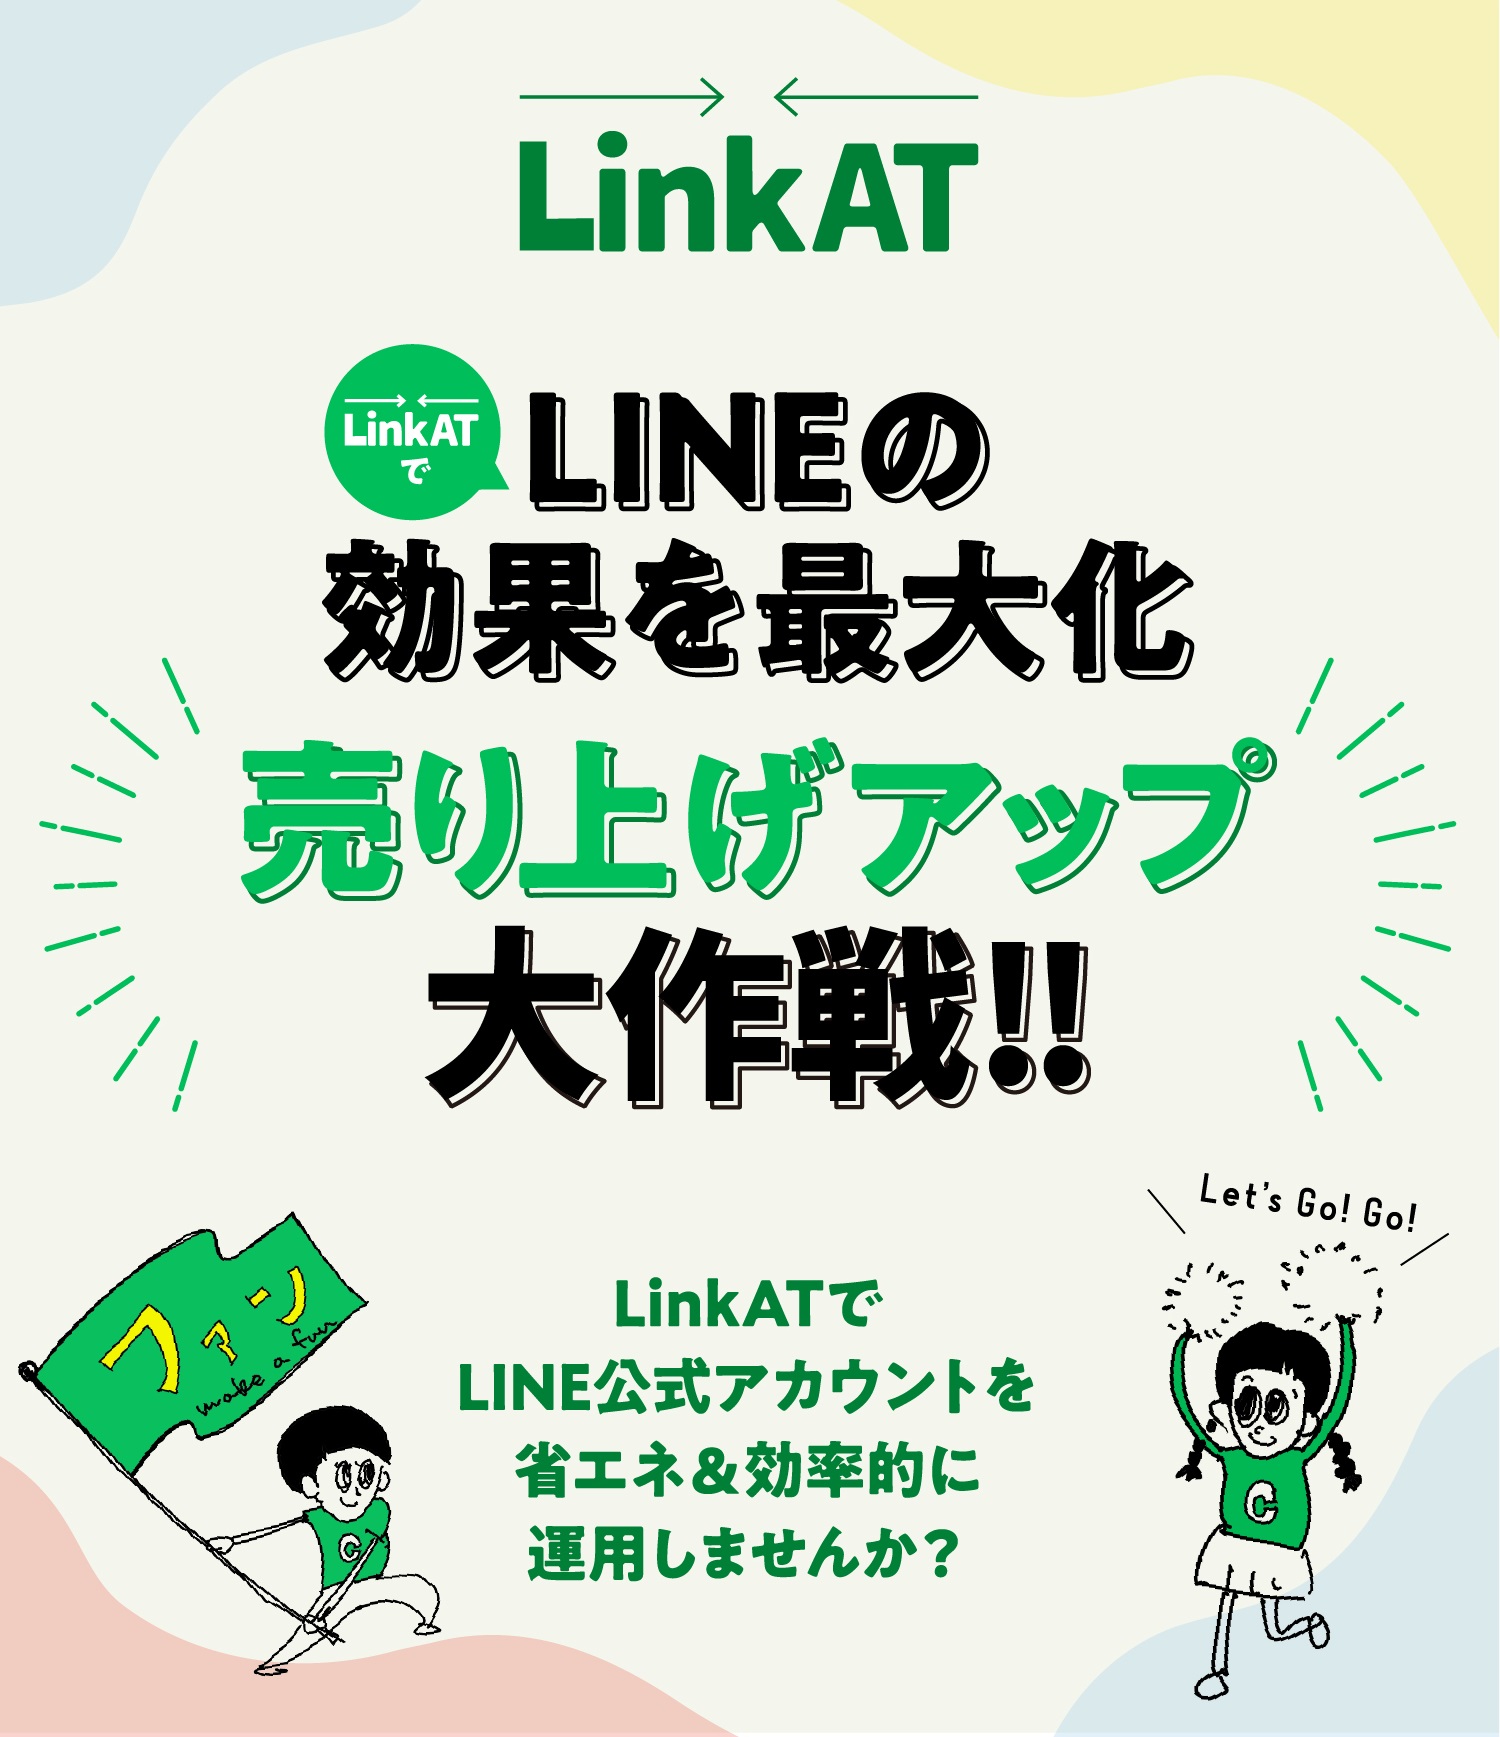 LinkAT
LinkAT
で
LINEの
効果を最大化
売り上げアップ
大作戦!!
Let's Go! Go!
ファン
make a fun
LinkATで
LINE公式アカウントを
省エネ&効率的に
運用しませんか?
C
C